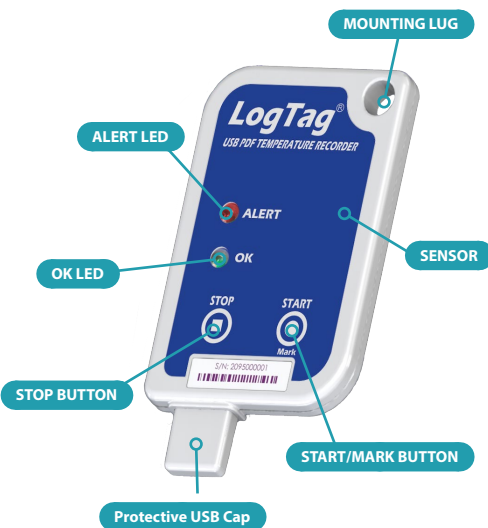 MOUNTING LUG
LogTag®
USB PDF TEMPERATURE RECORDER
ALERT LED
ALERT
SENSOR
OK
OK LED
STOP
START
Mark
S/N: 2095000001
STOP BUTTON
START/MARK BUTTON
Protective USB Cap